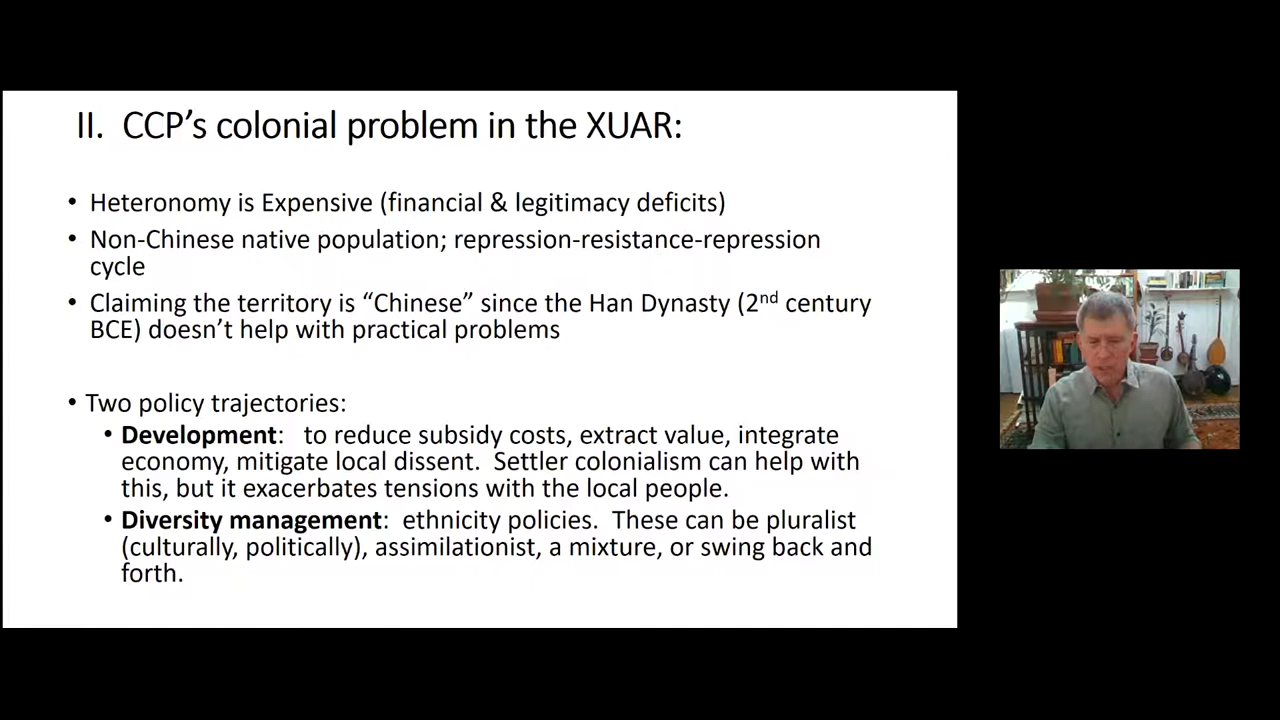 II. CCP’s colonial problem in the XUAR:
• Heteronomy is Expensive (financial & legitimacy deficits)
• Non-Chinese native population; repression-resistance-repression
cycle
• Claiming the territory is “Chinese” since the Han Dynasty (2nd century
BCE) doesn’t help with practical problems
• Two policy trajectories:
• Development: to reduce subsidy costs, extract value, integrate
economy, mitigate local dissent. Settler colonialism can help with
this, but it exacerbates tensions with the local people.
• Diversity management: ethnicity policies. These can be pluralist
(culturally, politically), assimilationist, a mixture, or swing back and
forth.